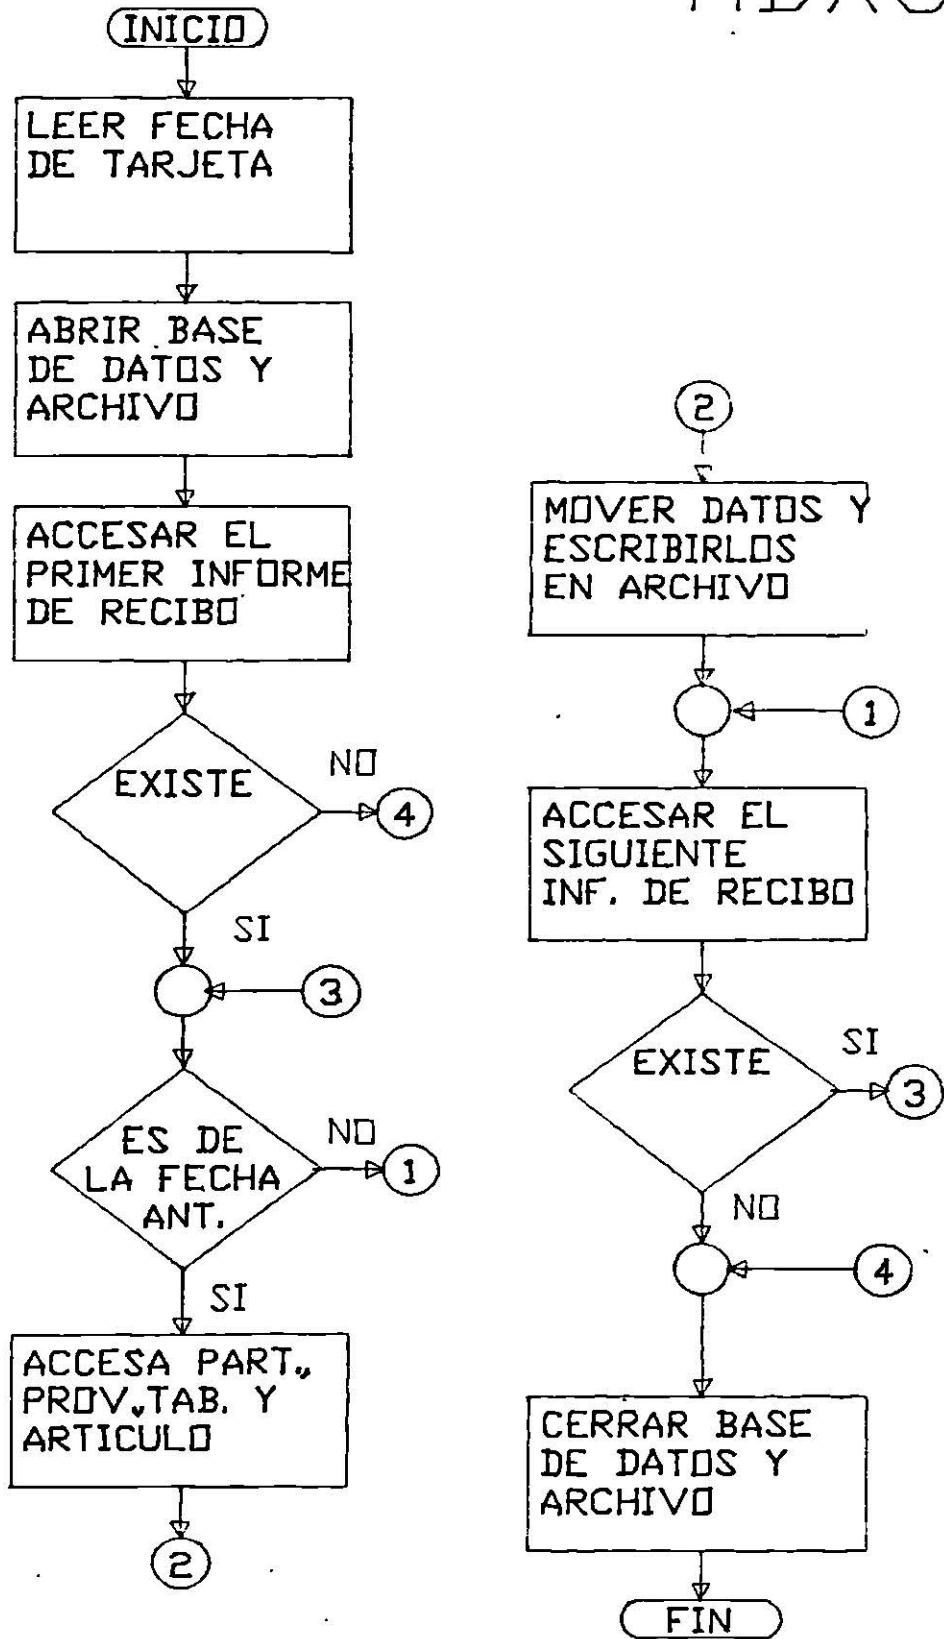 INICIO
LEER FECHA
DE TARJETA
ABRIR BASE
DE DATOS Y
ARCHIVO
ACCESAR EL
PRIMER INFORME
DE RECIBO
EXISTE
NO
4
SI
3
ES DE
LA FECHA
ANT.
NO
1
SI
ACCESA PART.,
PROV., TAB. Y
ARTICULO
2
2
MOVER DATOS Y
ESCRIBIRLOS
EN ARCHIVO
1
ACCESAR EL
SIGUIENTE
INF. DE RECIBO
EXISTE
SI
3
NO
4
CERRAR BASE
DE DATOS Y
ARCHIVO
FIN